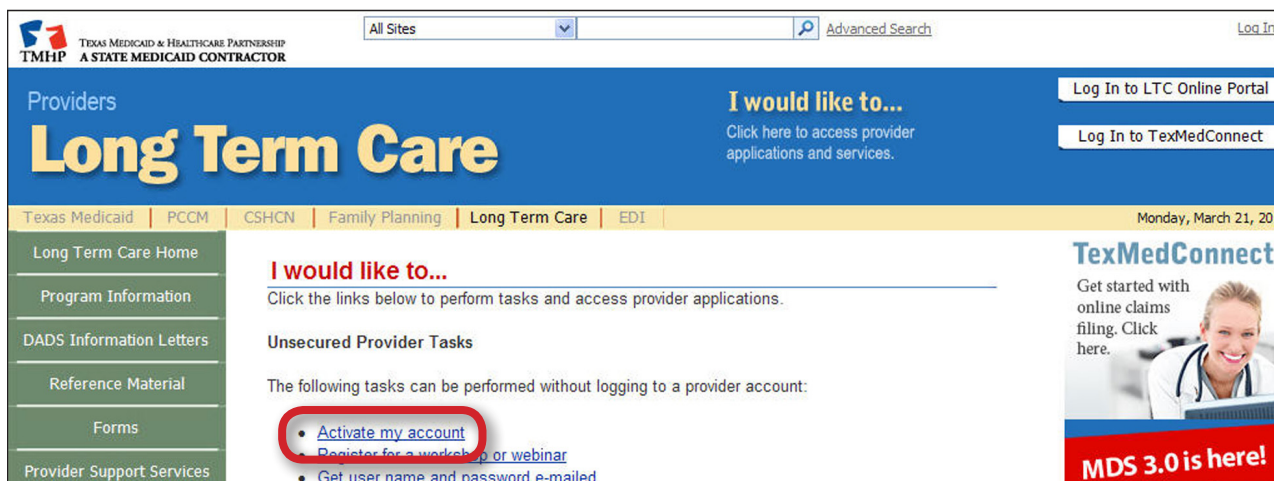 All Sites
Advanced Search
Log In
TMHP
TEXAS MEDICAID & HEALTHCARE PARTNERSHIP
A STATE MEDICAID CONTRACTOR
Providers
Long Term Care
I would like to...
Click here to access provider
applications and services.
Log In to LTC Online Portal
Log In to TexMedConnect
Texas Medicaid | PCCM | CSHCN | Family Planning | Long Term Care | EDI
Monday, March 21, 20
Long Term Care Home
Program Information
DADS Information Letters
Reference Material
Forms
Provider Support Services
I would like to...
Click the links below to perform tasks and access provider applications.
Unsecured Provider Tasks
The following tasks can be performed without logging to a provider account:
• Activate my account
• Register for a workshop or webinar
• Get user name and password e-mailed
TexMedConnect
Get started with
online claims
filing. Click
here.
MDS 3.0 is here!